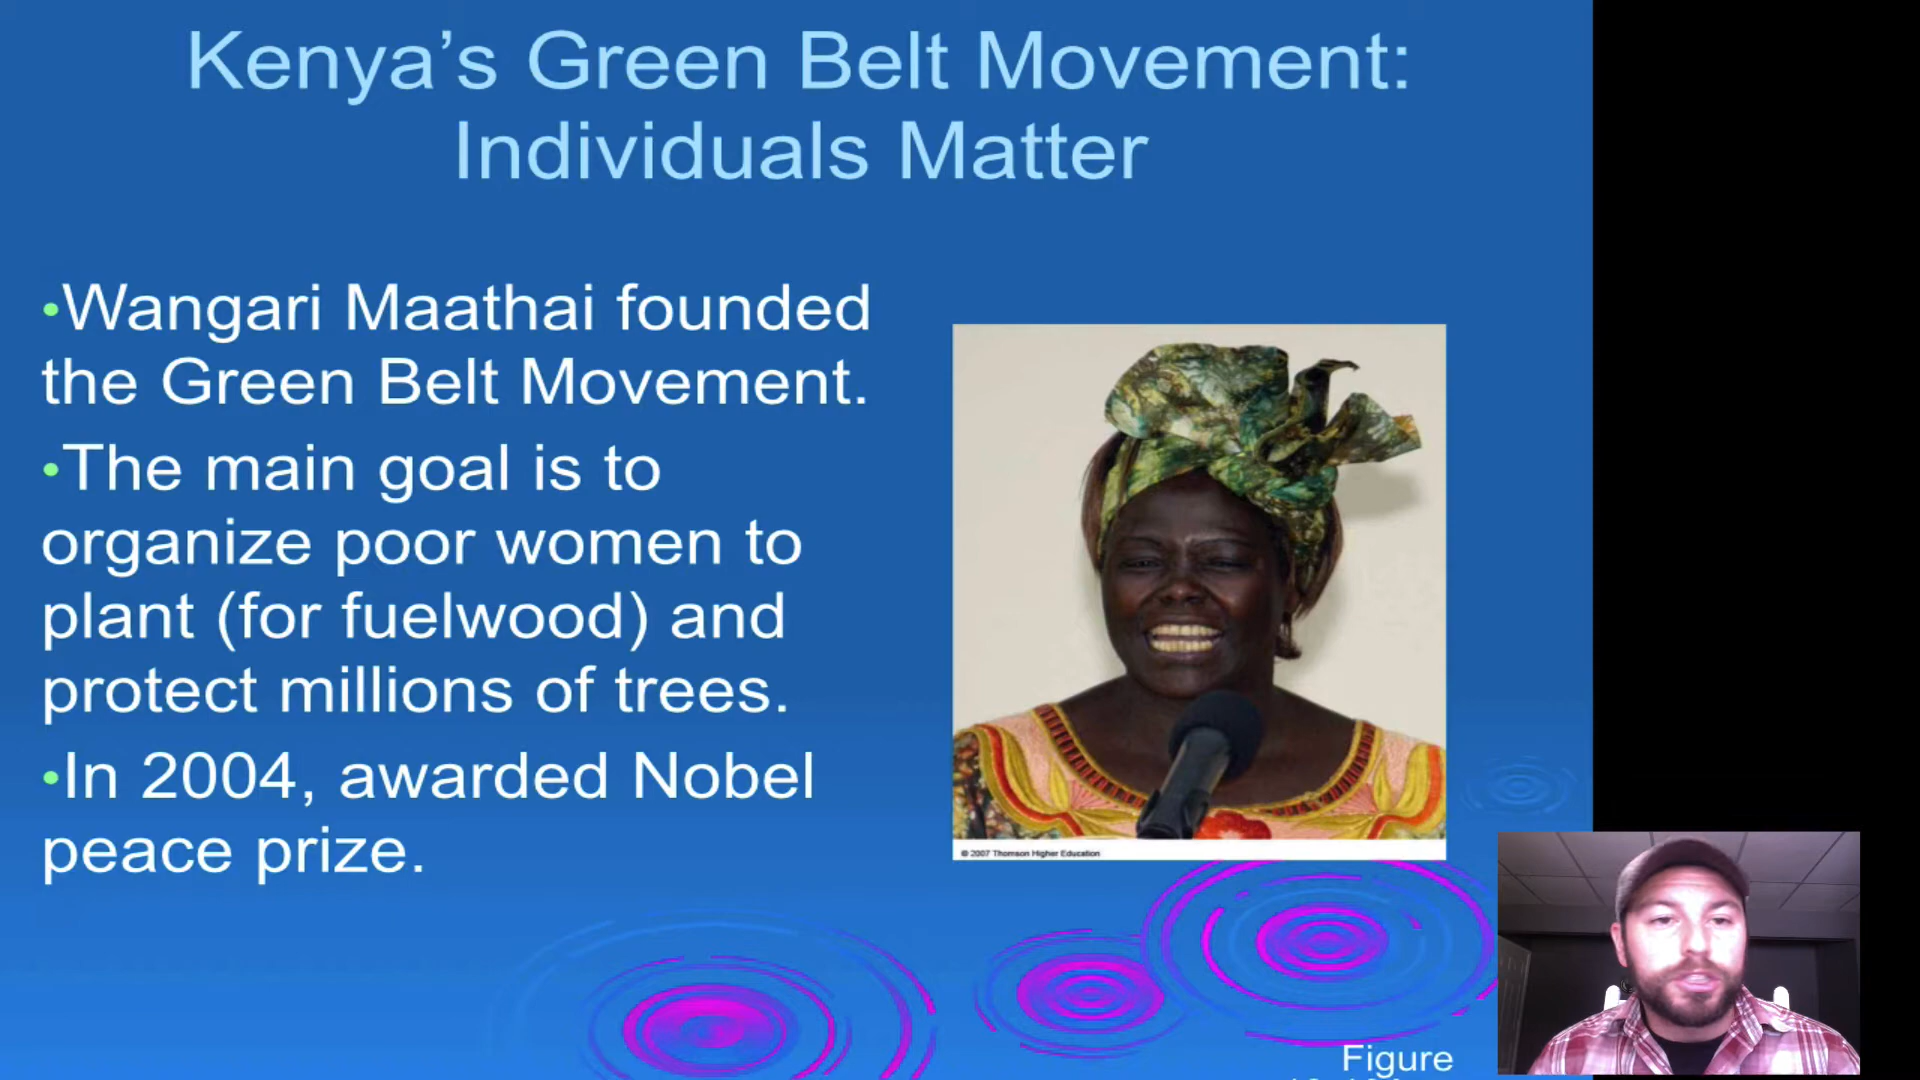 Kenya’s Green Belt Movement:
Individuals Matter
•Wangari Maathai founded
the Green Belt Movement.
•The main goal is to
organize poor women to
plant (for fuelwood) and
protect millions of trees.
•In 2004, awarded Nobel
peace prize.
© 2007 Thomson Higher Education
Figure